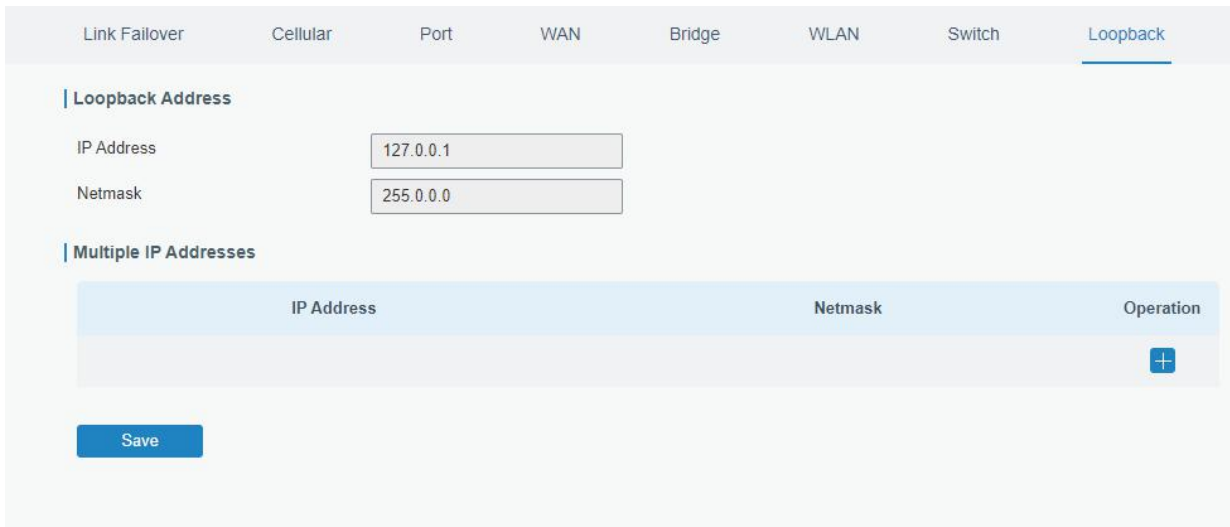 Link Failover Cellular Port WAN Bridge WLAN Switch Loopback
Loopback Address
IP Address 127.0.0.1
Netmask 255.0.0.0
Multiple IP Addresses
IP Address Netmask Operation
Save